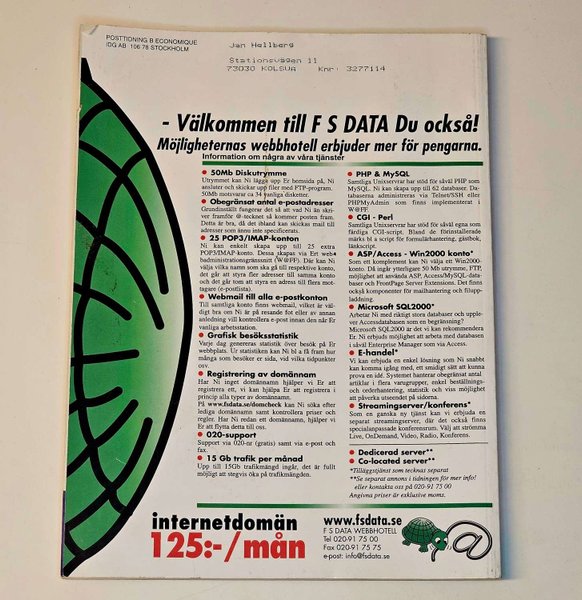 POSTTIDNING B ECONOMIQUE
IDG AB 106 78 STOCKHOLM
Jan Hallberg
Stationsvägen 11
73030 KOLSVA Knr: 3277114
- Välkommen till F S DATA Du också!
Möjligheternas webbhotell erbjuder mer för pengarna.
Information om några av våra tjänster
50Mb Diskutrymme
Utrymmet kan Ni lägga upp Er hemsida på, Ni
ansluter och skickar upp filer med FTP-program.
50Mb motsvarar ca 34 vanliga disketter.
Obegränsat antal e-postadresser
Grundinställt fungerar det så att vad Ni än skri-
ver framför @-tecknet så kommer posten fram.
Detta är bra, då det ibland kan skickas mail till
adresser som ännu inte specificerats.
25 POP3/IMAP-konton
Ni kan enkelt skapa upp till 25 extra
POP3/IMAP-konto. Dessa skapas via Ert web-
badministrationsgränssnitt (W@FF). Där kan Ni
välja vilka namn som ska gå till respektive konto,
det går att styra fler adresser till samma konto
och det går tom att styra en adress till flera mot-
tagare (e-postlista).
Webmail till alla e-postkonton
Till samtliga konto finns webmail, vilket är väl-
digt bra om Ni är på resande fot eller av annan
anledning vill kontrollera e-post innan den når Er
vanliga arbetsstation.
Grafisk besöksstatistik
Varje dag genereras statistik över besök på Er
webbplats. Ur statistiken kan Ni bl a få fram hur
många som besöker er sida, vid vilka tidpunkter
osv.
Registrering av domännamn
Har Ni inget domännamn hjälper vi Er att
registrera ett, vi kan hjälpa Er att registrera i
princip alla typer av domännamn.
På www.fsdata.se/domcheck kan Ni söka efter
lediga domännamn samt kontrollera priser och
regler. Har Ni redan ett domännamn, hjälper vi
Er att flytta detta till oss.
020-support
Support via 020-nr (gratis) samt via e-post och
fax.
15 Gb trafik per månad
Upp till 15Gb trafikmängd ingår, det är fullt
möjligt att stegvis öka på trafikmängden.
PHP & MySQL
Samtliga Unixservrar har stöd för såväl PHP som
MySQL. Ni kan skapa upp till 62 databaser. Da-
tabaserna administreras via Telnet/SSH eller
PHPMyAdmin som finns implementerat i
W@FF.
CGI - Perl
Samtliga Unixservrar har stöd för såväl egna som
färdiga CGI-script. Bland de förinstallerade
märks bl a script för formulärhantering, gästbok,
länkscript.
ASP/Access - Win2000 konto*
Som ett komplement kan Ni välja ett Win2000-
konto. Då ingår ytterligare 50 Mb utrymme, FTP,
möjlighet att använda ASP, Access/MySQL-data-
baser och FrontPage Server Extensions. Det finns
också komponenter för mailhantering och filupp-
laddning.
Microsoft SQL2000*
Arbetar Ni med riktigt stora databaser och upple-
ver Accessdatabasen som en begränsning?
Microsoft SQL2000 är det vi kan rekommendera
Er. Ni erbjuds möjlighet att arbeta med databasen
i såväl Enterprise Manager som via Access.
E-handel*
Vi kan erbjuda en enkel lösning som Ni snabbt
kan komma igång med, ett smidigt sätt att kunna
prova en idé. Systemet hanterar obegränsat antal
artiklar i flera varugrupper, enkel beställnings-
och orderhantering, statistik och viss möjlighet att
påverka utseendet på sidorna.
Streamingserver/konferens*
Som en ganska ny tjänst kan vi erbjuda en
separat streamingserver, där det också finns
specialanpassade konferensrum. Välj att strömma
Live, OnDemand, Video, Radio, Konferens.
Dedicerad server**
Co-located server**
*Tilläggstjänst som tecknas separat
**Se separat annons i tidningen för mer info!
eller kontakta oss på 020-91 75 00
Angivna priser är exklusive moms.
internetdomän
125:-/mån
www.fsdata.se
F S DATA WEBBHOTELL
Tel 020-91 75 00
Fax 020-91 75 75
e-post: info@fsdata.se
@